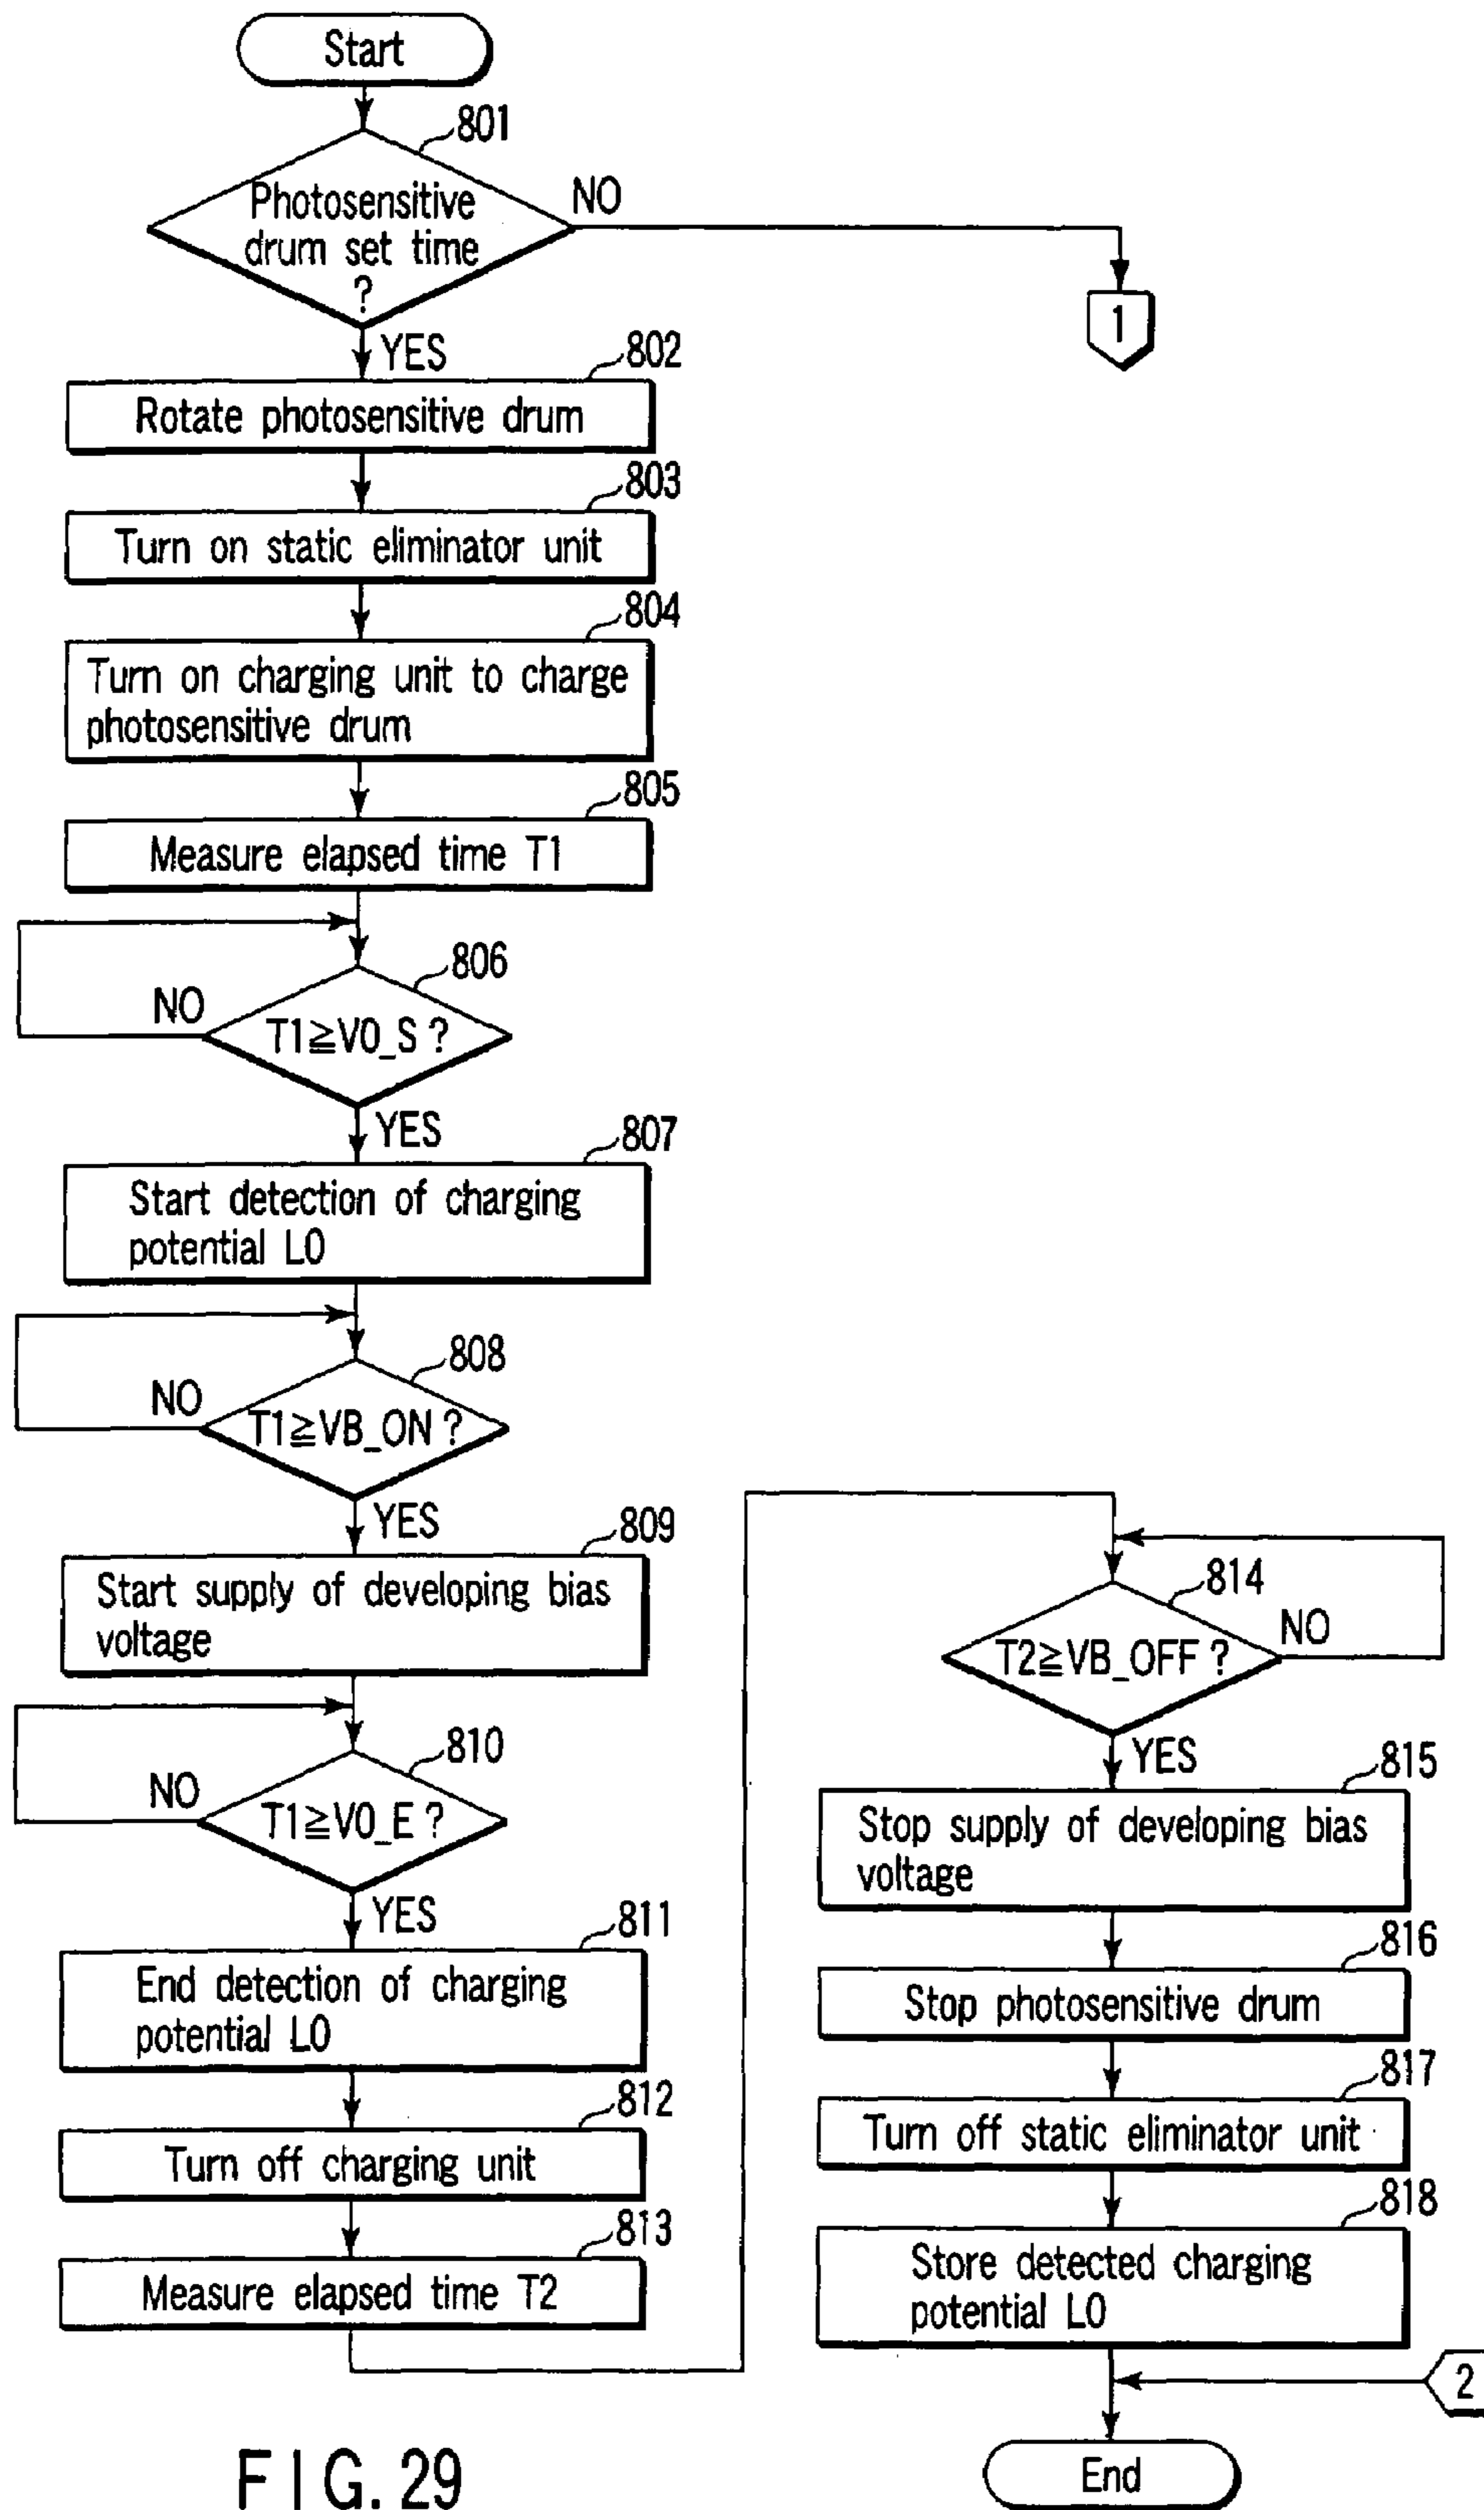 Start
801
Photosensitive
drum set time
?
NO
1
YES
802
Rotate photosensitive drum
803
Turn on static eliminator unit
804
Turn on charging unit to charge
photosensitive drum
805
Measure elapsed time T1
806
NO
T1≧V0_S ?
YES
807
Start detection of charging
potential L0
808
NO
T1≧VB_ON ?
YES
809
Start supply of developing bias
voltage
810
NO
T1≧V0_E ?
YES
811
End detection of charging
potential L0
812
Turn off charging unit
813
Measure elapsed time T2
814
T2≧VB_OFF ?
NO
YES
815
Stop supply of developing bias
voltage
816
Stop photosensitive drum
817
Turn off static eliminator unit
818
Store detected charging
potential L0
2
End
FIG. 29